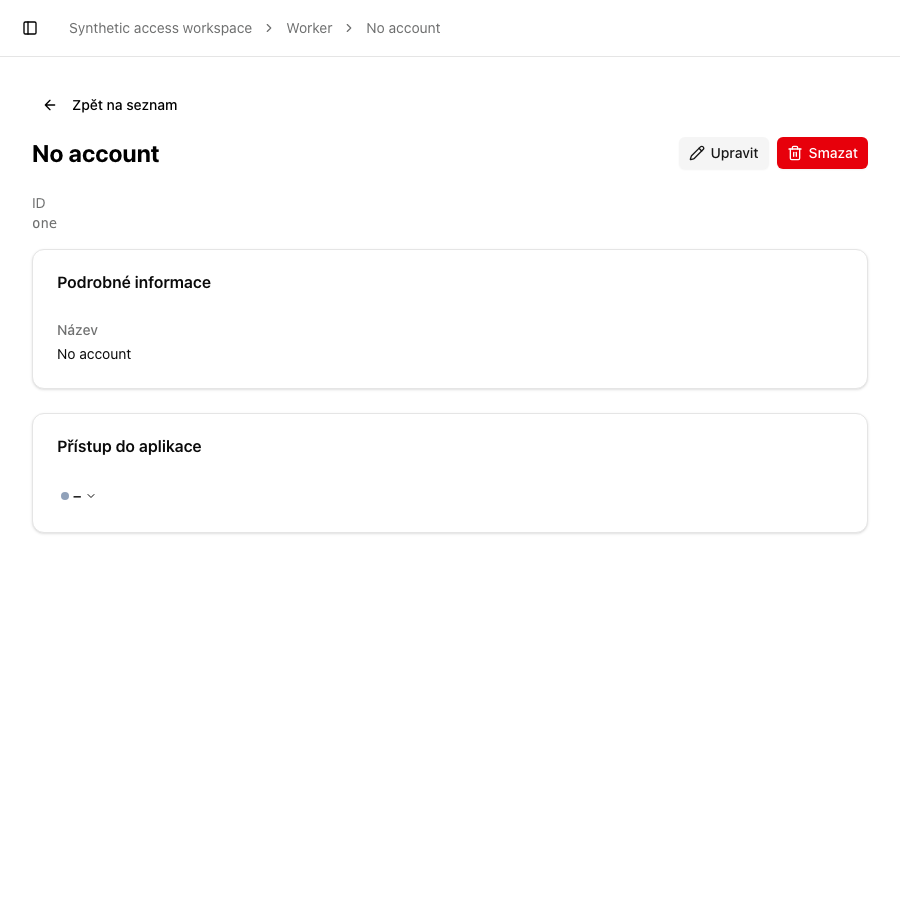 Synthetic access workspace > Worker > No account
Zpět na seznam
No account
Upravit
Smazat
ID
one
Podrobné informace
Název
No account
Přístup do aplikace
–